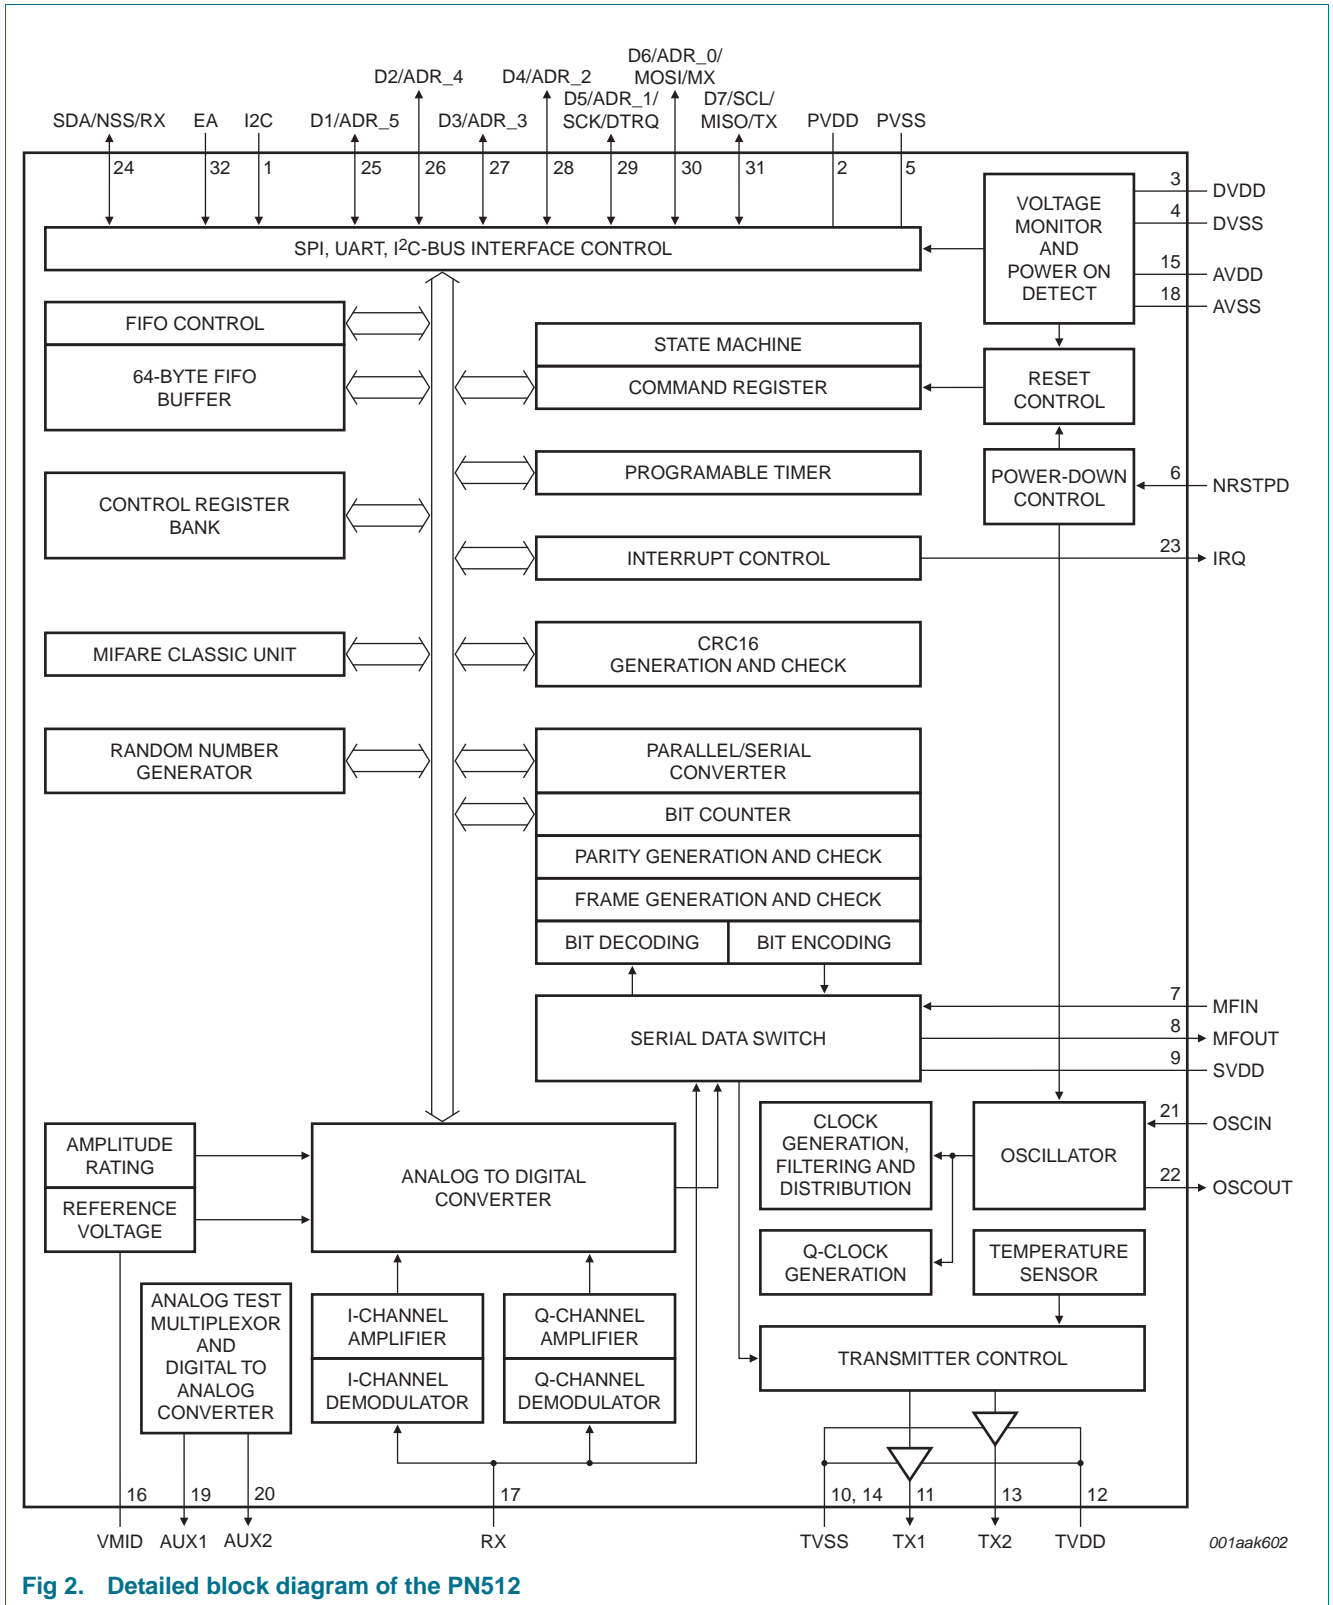 D6/ADR_0/
D2/ADR_4 D4/ADR_2 MOSI/MX
D5/ADR_1/ D7/SCL/
SDA/NSS/RX EA I2C D1/ADR_5 D3/ADR_3 SCK/DTRQ MISO/TX PVDD PVSS
24 32 1 25 26 27 28 29 30 31 2 5
VOLTAGE
MONITOR
AND
POWER ON
DETECT
3 DVDD
4 DVSS
15 AVDD
18 AVSS
SPI, UART, I2C-BUS INTERFACE CONTROL
FIFO CONTROL
64-BYTE FIFO
BUFFER
STATE MACHINE
COMMAND REGISTER
RESET
CONTROL
CONTROL REGISTER
BANK
PROGRAMABLE TIMER
POWER-DOWN
CONTROL
6 NRSTPD
INTERRUPT CONTROL
23 IRQ
MIFARE CLASSIC UNIT
CRC16
GENERATION AND CHECK
RANDOM NUMBER
GENERATOR
PARALLEL/SERIAL
CONVERTER
BIT COUNTER
PARITY GENERATION AND CHECK
FRAME GENERATION AND CHECK
BIT DECODING BIT ENCODING
SERIAL DATA SWITCH
7 MFIN
8 MFOUT
9 SVDD
AMPLITUDE
RATING
REFERENCE
VOLTAGE
ANALOG TO DIGITAL
CONVERTER
CLOCK
GENERATION,
FILTERING AND
DISTRIBUTION
OSCILLATOR
21 OSCIN
22 OSCOUT
Q-CLOCK
GENERATION
TEMPERATURE
SENSOR
ANALOG TEST
MULTIPLEXOR
AND
DIGITAL TO
ANALOG
CONVERTER
I-CHANNEL
AMPLIFIER
I-CHANNEL
DEMODULATOR
Q-CHANNEL
AMPLIFIER
Q-CHANNEL
DEMODULATOR
TRANSMITTER CONTROL
16 19 20 17 10, 14 11 13 12
VMID AUX1 AUX2 RX TVSS TX1 TX2 TVDD
001aak602
Fig 2. Detailed block diagram of the PN512